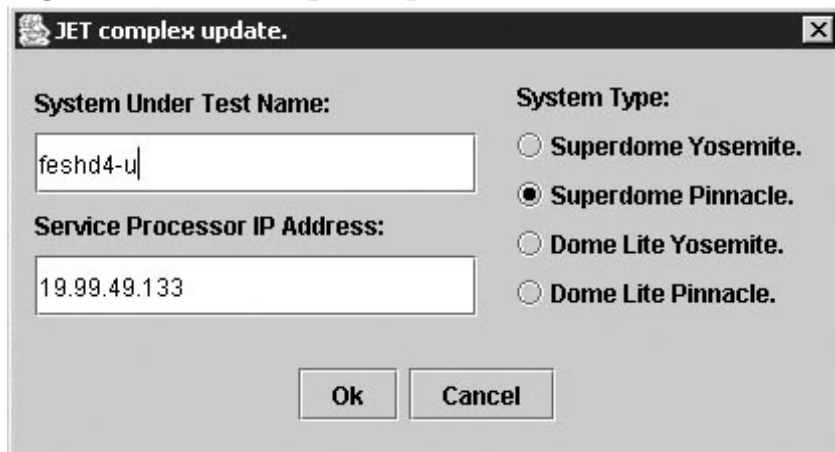 JET complex update.
System Under Test Name:
feshd4-u
Service Processor IP Address:
19.99.49.133
System Type:
Superdome Yosemite.
Superdome Pinnacle.
Dome Lite Yosemite.
Dome Lite Pinnacle.
Ok
Cancel